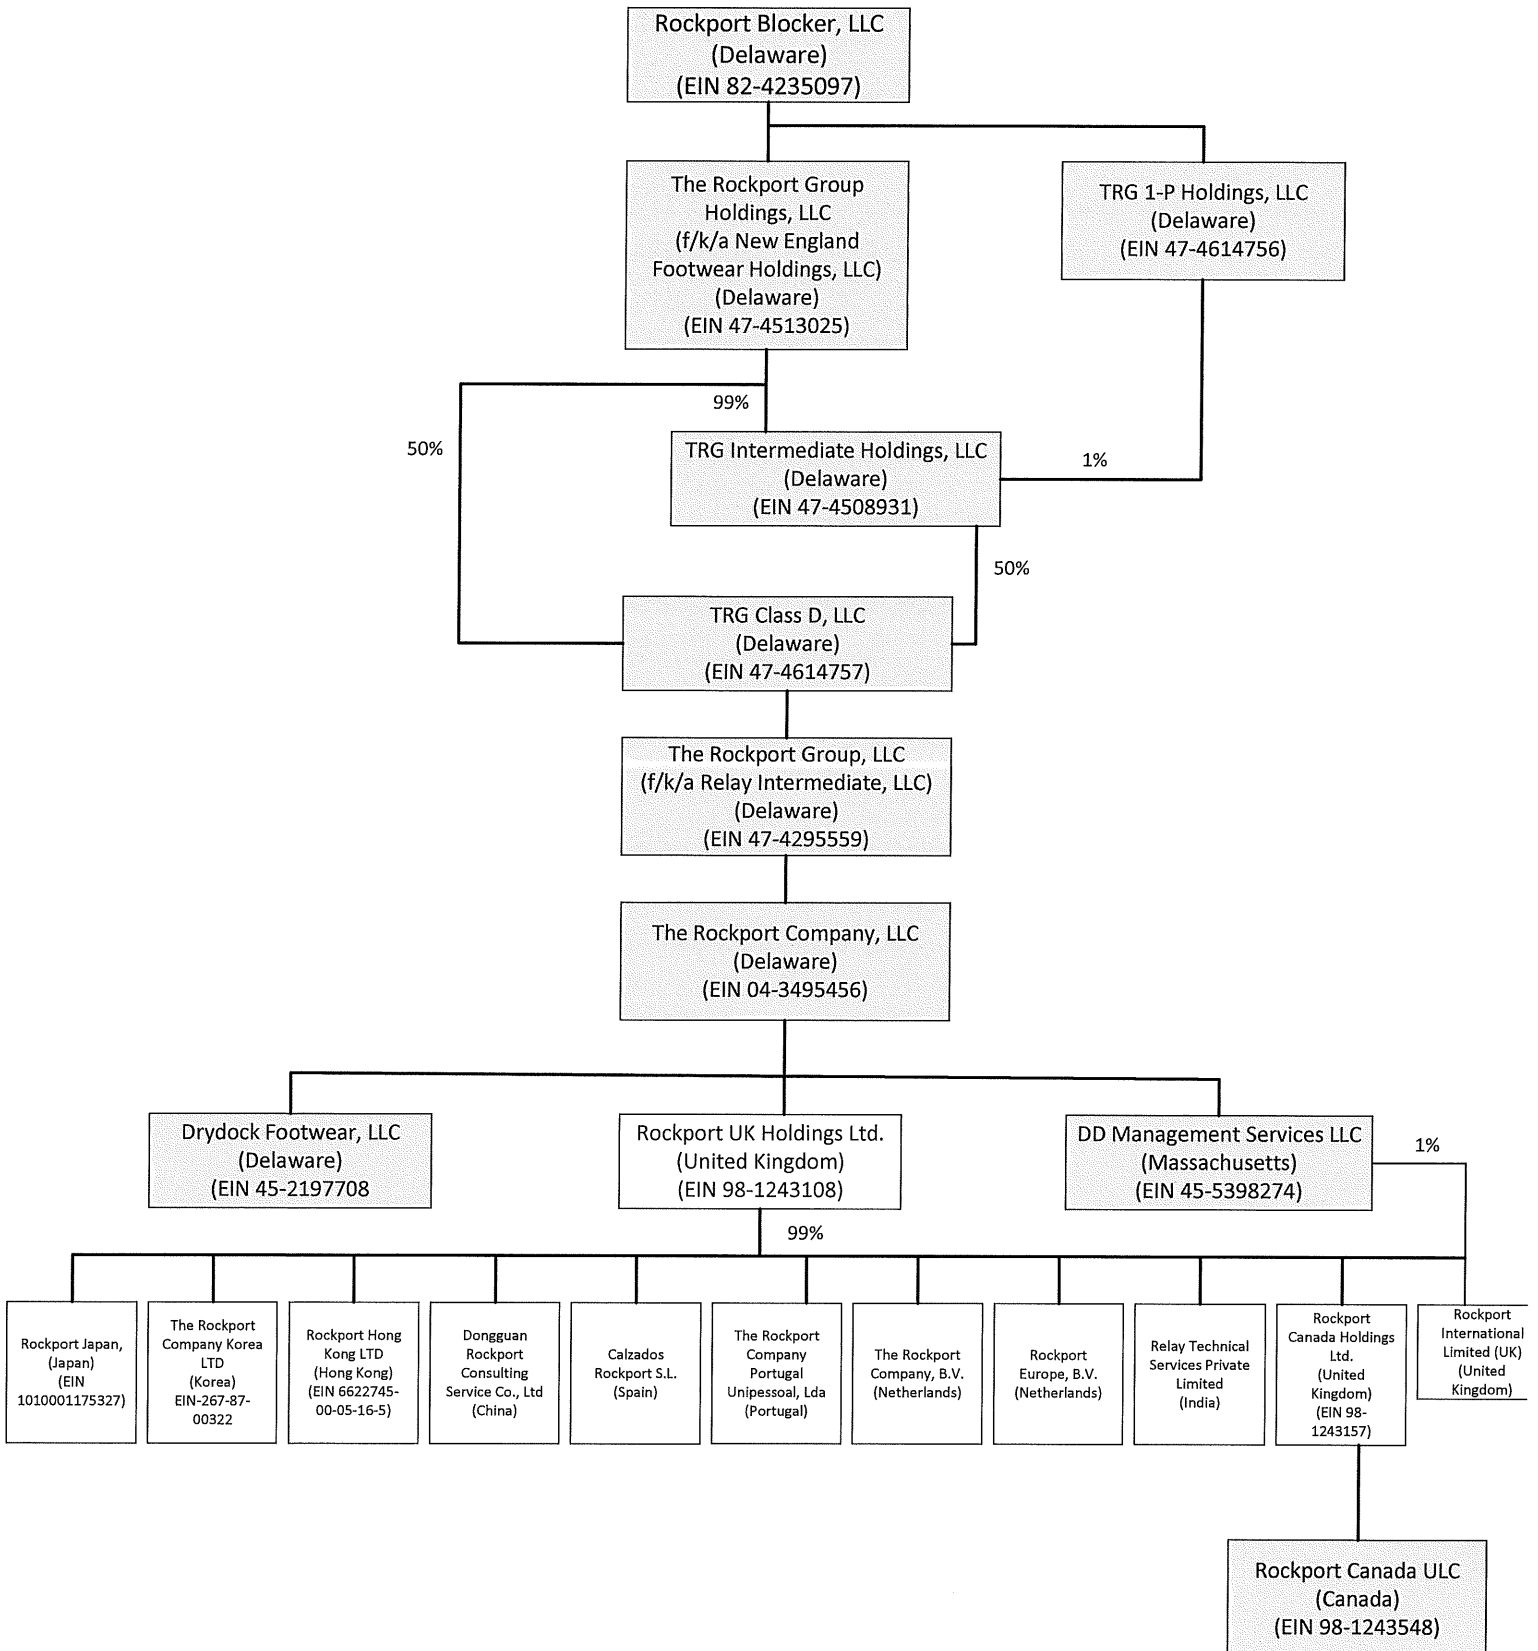 Rockport Blocker, LLC
(Delaware)
(EIN 82-4235097)
The Rockport Group
Holdings, LLC
(f/k/a New England
Footwear Holdings, LLC)
(Delaware)
(EIN 47-4513025)
TRG 1-P Holdings, LLC
(Delaware)
(EIN 47-4614756)
99%
50%
TRG Intermediate Holdings, LLC
(Delaware)
(EIN 47-4508931)
1%
50%
TRG Class D, LLC
(Delaware)
(EIN 47-4614757)
The Rockport Group, LLC
(f/k/a Relay Intermediate, LLC)
(Delaware)
(EIN 47-4295559)
The Rockport Company, LLC
(Delaware)
(EIN 04-3495456)
Drydock Footwear, LLC
(Delaware)
(EIN 45-2197708
Rockport UK Holdings Ltd.
(United Kingdom)
(EIN 98-1243108)
DD Management Services LLC
(Massachusetts)
(EIN 45-5398274)
1%
99%
Rockport Japan,
(Japan)
(EIN
1010001175327)
The Rockport
Company Korea
LTD
(Korea)
EIN-267-87-
00322
Rockport Hong
Kong LTD
(Hong Kong)
(EIN 6622745-
00-05-16-5)
Dongguan
Rockport
Consulting
Service Co., Ltd
(China)
Calzados
Rockport S.L.
(Spain)
The Rockport
Company
Portugal
Unipessoal, Lda
(Portugal)
The Rockport
Company, B.V.
(Netherlands)
Rockport
Europe, B.V.
(Netherlands)
Relay Technical
Services Private
Limited
(India)
Rockport
Canada Holdings
Ltd.
(United
Kingdom)
(EIN 98-
1243157)
Rockport
International
Limited (UK)
(United
Kingdom)
Rockport Canada ULC
(Canada)
(EIN 98-1243548)